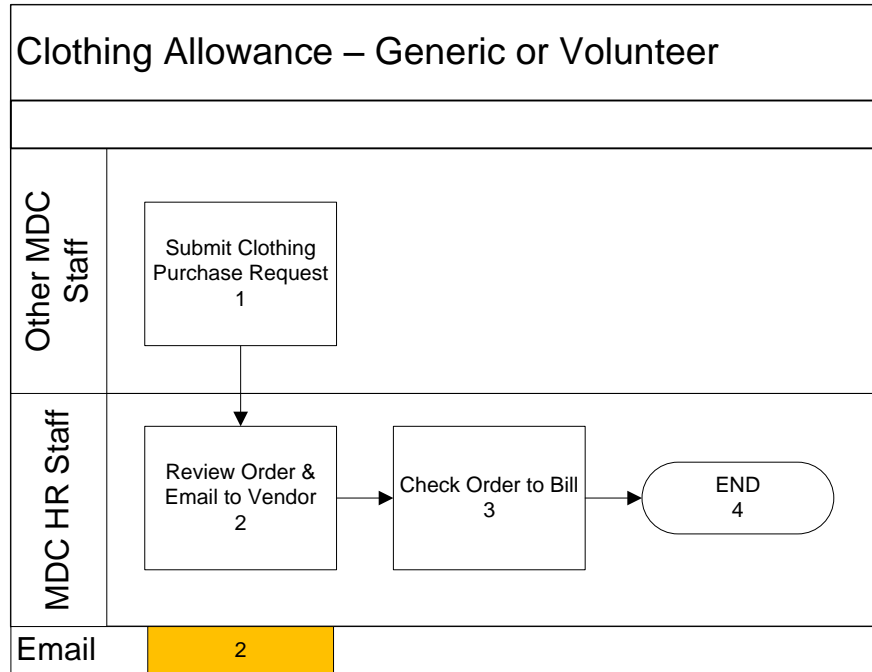 Clothing Allowance – Generic or Volunteer
Other MDC
Staff
Submit Clothing
Purchase Request
1
MDC HR Staff
Review Order &
Email to Vendor
2
Check Order to Bill
3
END
4
Email
2